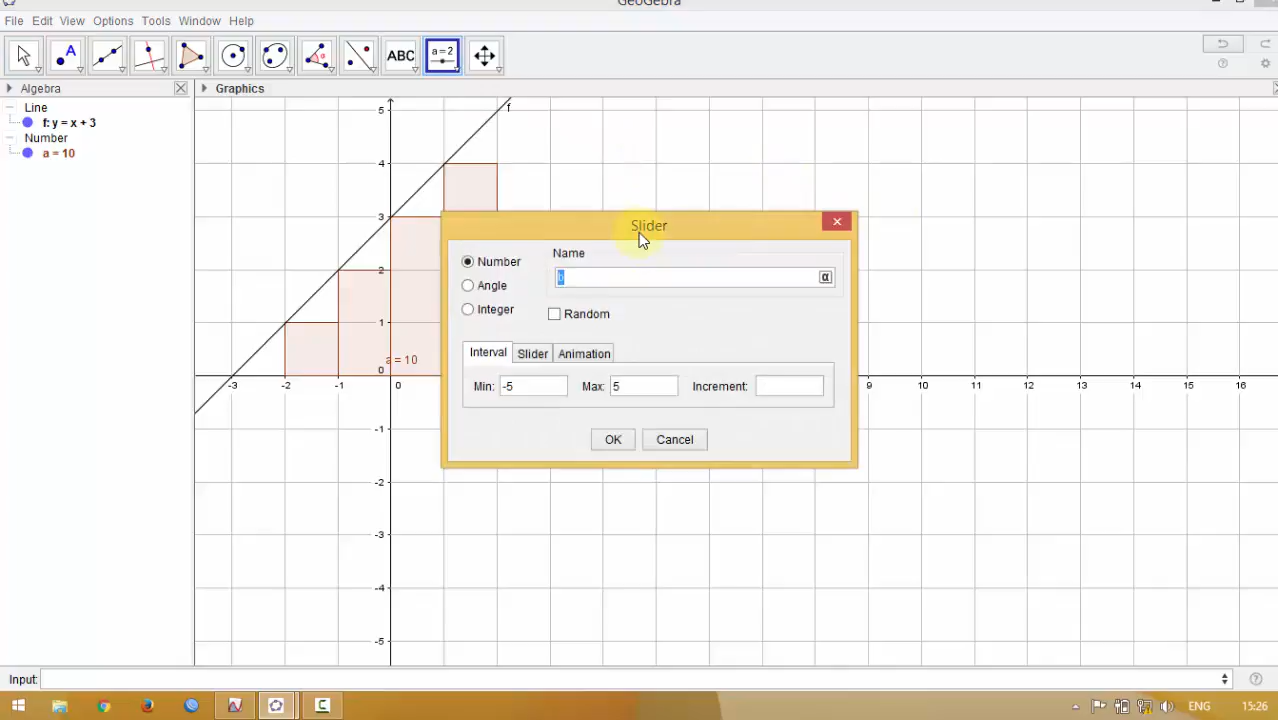 GeoGebra
File Edit View Options Tools Window Help
ABC
a=2
Algebra
Graphics
Line
f: y = x + 3
Number
a = 10
f
5
4
3
2
1
0
-1
-2
-3
-4
-5
-3 -2 -1 0 9 10 11 12 13 14 15 16
a = 10
Slider
Number
Angle
Integer
Name
b
α
Random
Interval Slider Animation
Min: -5 Max: 5 Increment:
OK Cancel
Input:
ENG 15:26